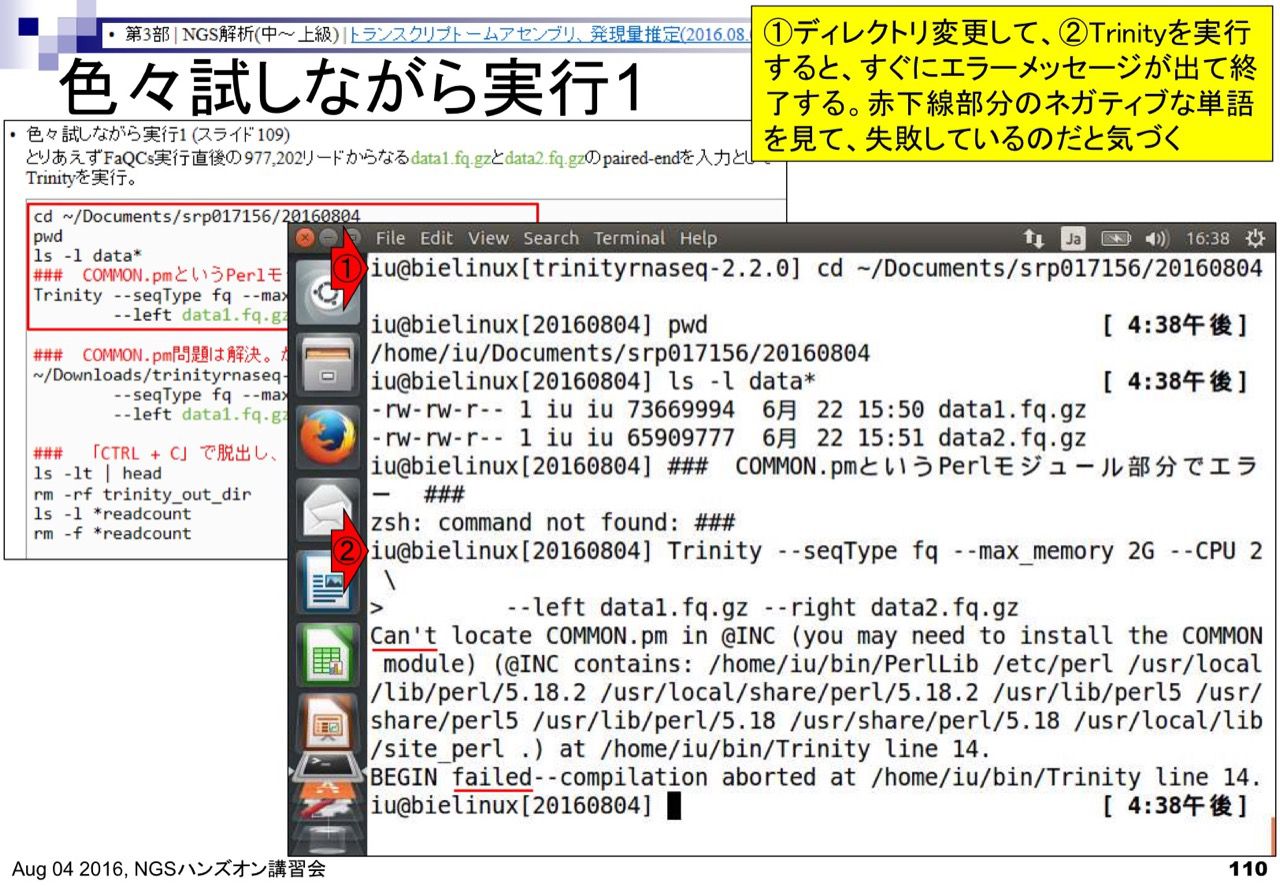 • 第3部 | NGS解析(中～上級) | トランスクリプトームアセンブリ、発現量推定(2016.08.
色々試しながら実行1
①ディレクトリ変更して、②Trinityを実行
すると、すぐにエラーメッセージが出て終
了する。赤下線部分のネガティブな単語
を見て、失敗しているのだと気づく
• 色々試しながら実行1 (スライド109)
とりあえずFaQCs実行直後の977,202リードからなるdata1.fq.gzとdata2.fq.gzのpaired-endを入力として
Trinityを実行。
cd ~/Documents/srp017156/20160804
pwd
ls -l data*
### COMMON.pmというPerlモ
Trinity --seqType fq --max
--left data1.fq.gz
### COMMON.pm問題は解決。
~/Downloads/trinityrnaseq-
--seqType fq --max
--left data1.fq.gz
### 「CTRL + C」で脱出し、
ls -lt | head
rm -rf trinity_out_dir
ls -l *readcount
rm -f *readcount
File Edit View Search Terminal Help Ja 16:38
① iu@bielinux[trinityrnaseq-2.2.0] cd ~/Documents/srp017156/20160804
iu@bielinux[20160804] pwd [ 4:38午後]
/home/iu/Documents/srp017156/20160804
iu@bielinux[20160804] ls -l data* [ 4:38午後]
-rw-rw-r-- 1 iu iu 73669994 6月 22 15:50 data1.fq.gz
-rw-rw-r-- 1 iu iu 65909777 6月 22 15:51 data2.fq.gz
iu@bielinux[20160804] ### COMMON.pmというPerlモジュール部分でエラ
ー ###
zsh: command not found: ###
② iu@bielinux[20160804] Trinity --seqType fq --max_memory 2G --CPU 2
\
> --left data1.fq.gz --right data2.fq.gz
Can't locate COMMON.pm in @INC (you may need to install the COMMON
module) (@INC contains: /home/iu/bin/PerlLib /etc/perl /usr/local
/lib/perl/5.18.2 /usr/local/share/perl/5.18.2 /usr/lib/perl5 /usr/
share/perl5 /usr/lib/perl/5.18 /usr/share/perl/5.18 /usr/local/lib
/site_perl .) at /home/iu/bin/Trinity line 14.
BEGIN failed--compilation aborted at /home/iu/bin/Trinity line 14.
iu@bielinux[20160804] [ 4:38午後]
Aug 04 2016, NGSハンズオン講習会
110